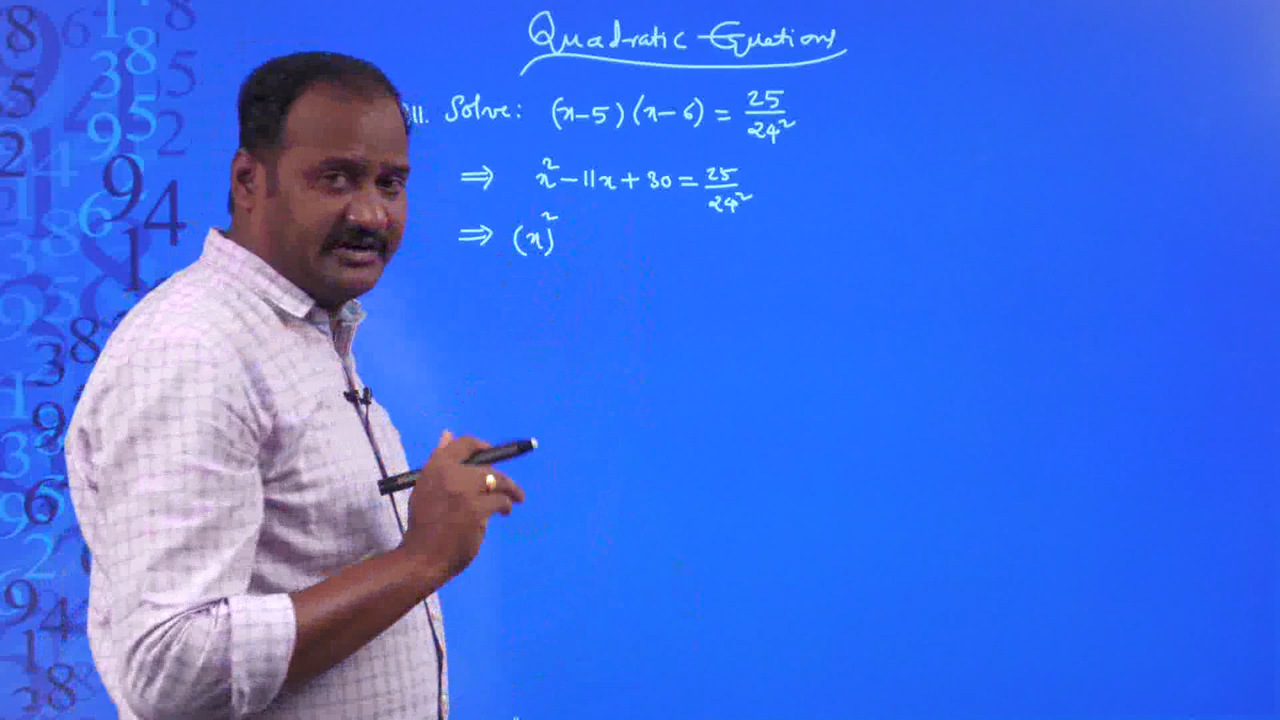 Quadratic Equations
11. Solve: (x-5)(x-6) = 25/24²
⇒ x² - 11x + 30 = 25/24²
⇒ (x)²